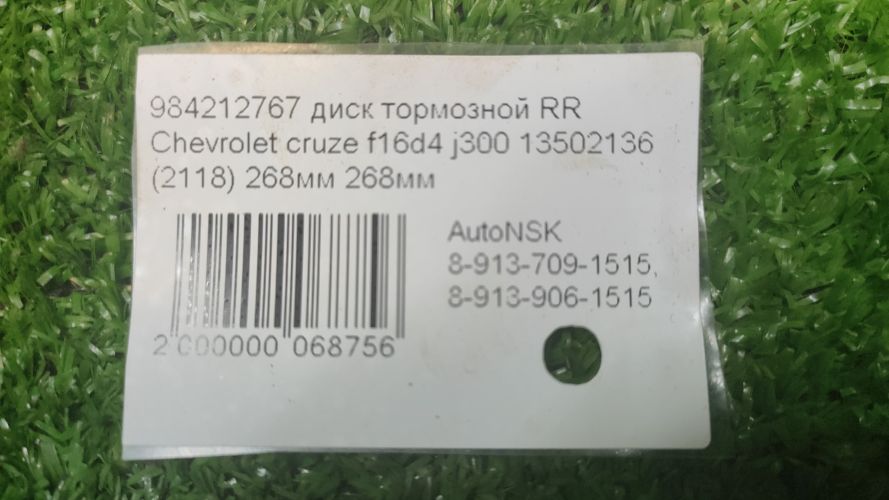 984212767 диск тормозной RR
Chevrolet cruze f16d4 j300 13502136
(2118) 268мм 268мм
AutoNSK
8-913-709-1515,
8-913-906-1515
2 000000 068756